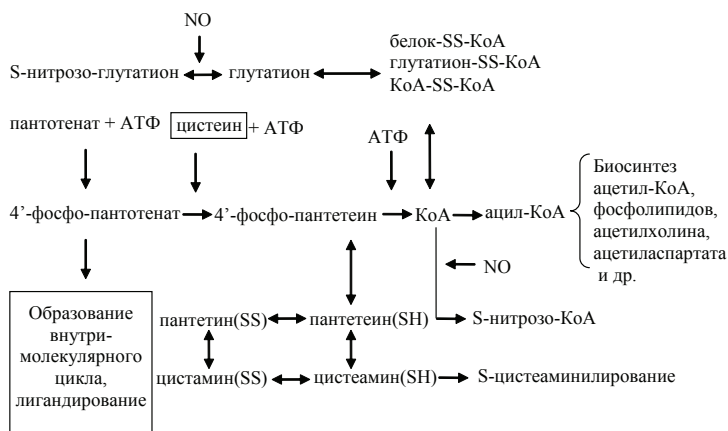 NO
белок-SS-КоА
S-нитрозо-глутатион глутатион глутатион-SS-КоА
КоА-SS-КоА
пантотенат + АТФ цистеин + АТФ АТФ
4’-фосфо-пантотенат 4’-фосфо-пантетеин КоА ацил-КоА
Биосинтез
ацетил-КоА,
фосфолипидов,
ацетилхолина,
ацетиласпартата
и др.
NO
Образование
внутри-
молекулярного
цикла,
лигандирование
пантетин(SS) пантетеин(SH) S-нитрозо-КоА
цистамин(SS) цистеамин(SH) S-цистеаминилирование